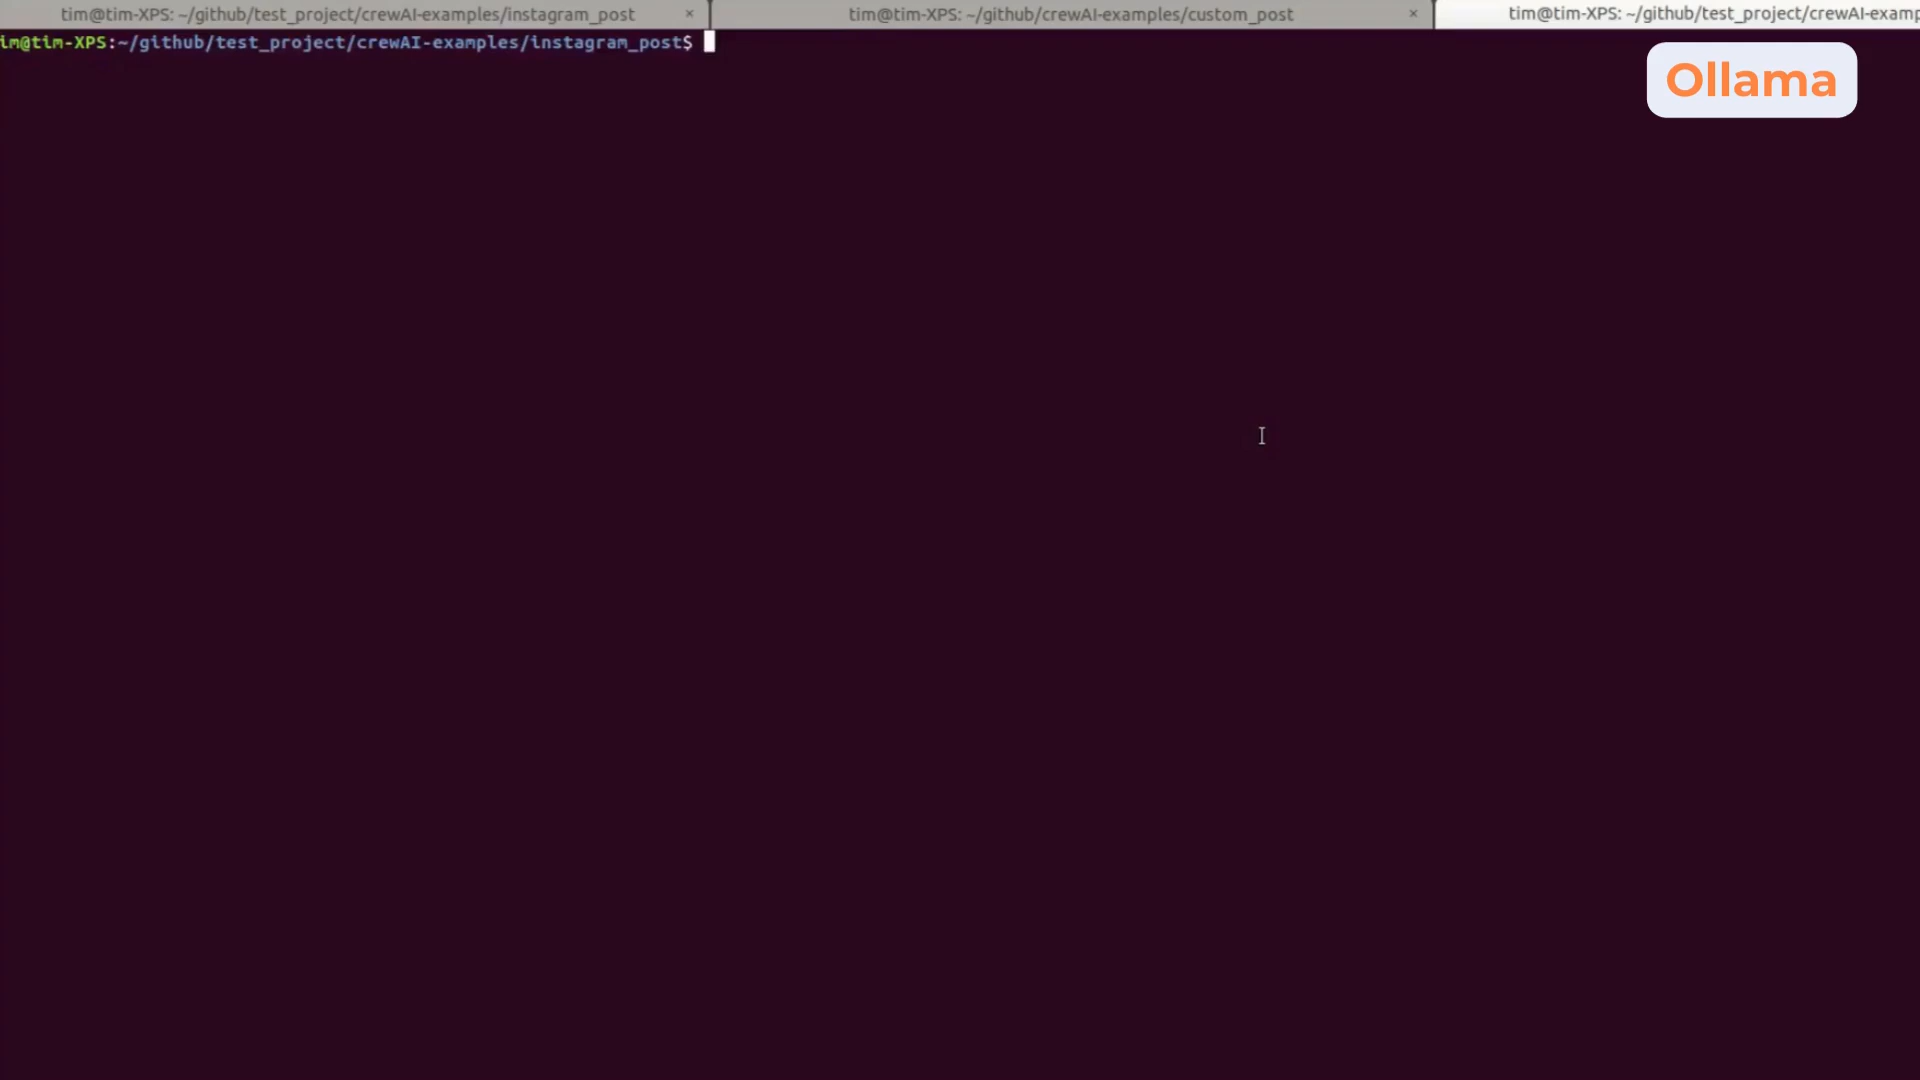 tim@tim-XPS: ~/github/test_project/crewAI-examples/instagram_post × tim@tim-XPS: ~/github/crewAI-examples/custom_post × tim@tim-XPS: ~/github/test_project/crewAI-examp
im@tim-XPS:~/github/test_project/crewAI-examples/instagram_post$
Ollama